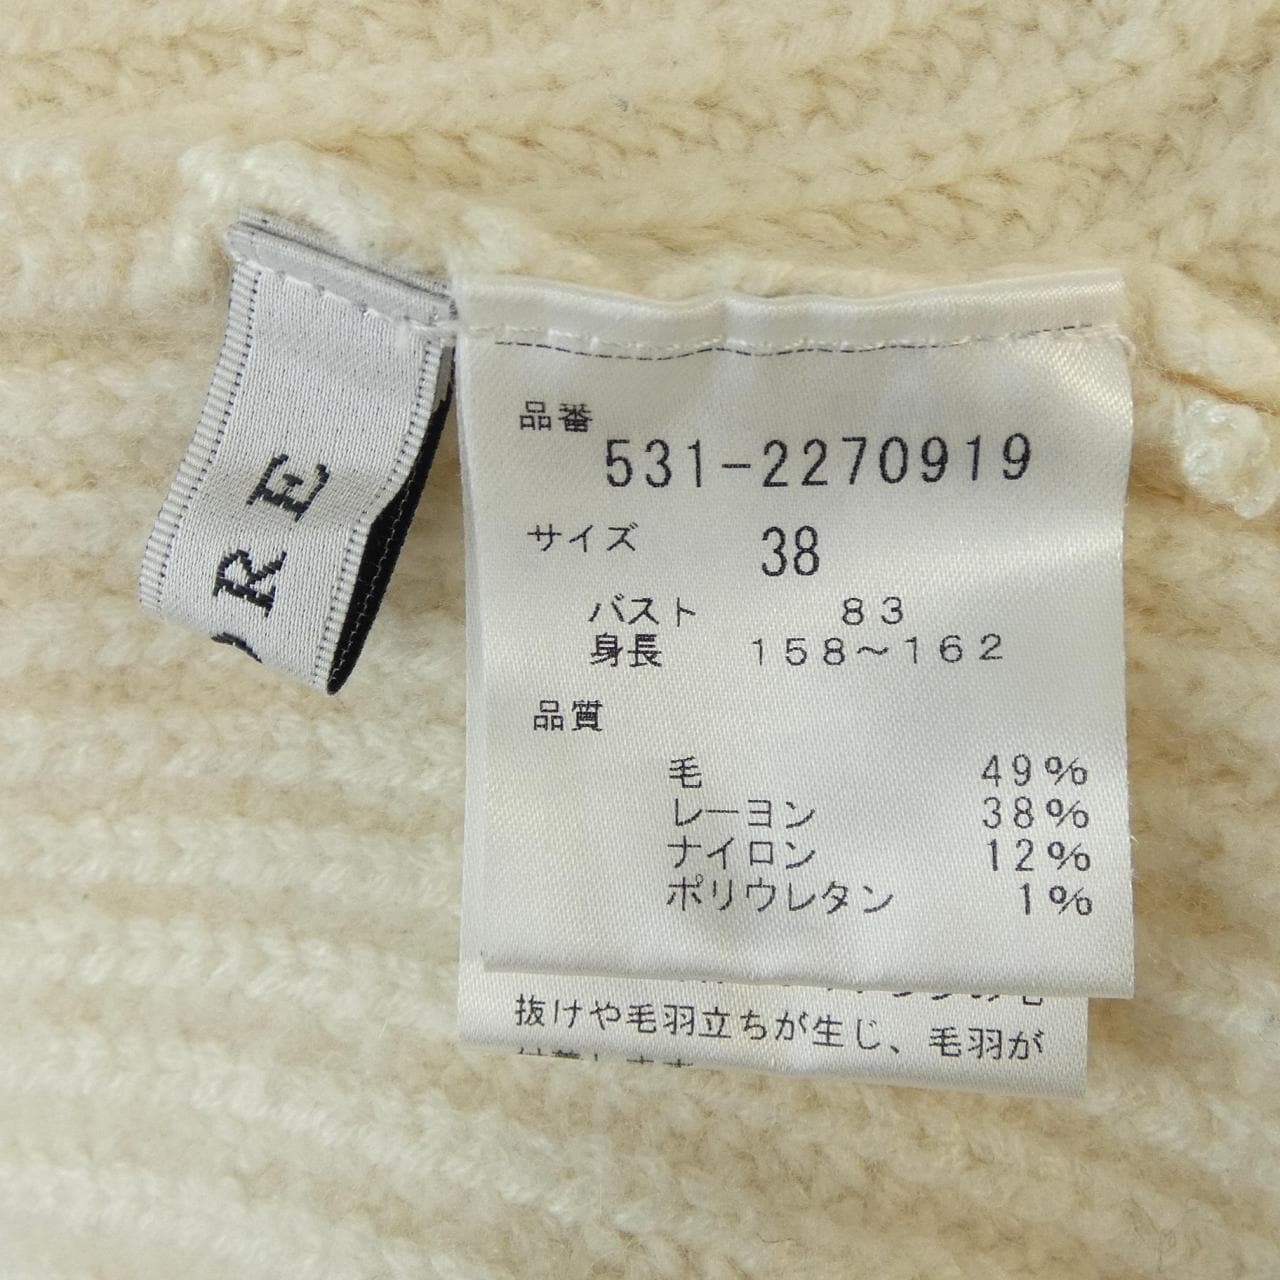 RE
品番
531-2270919
サイズ 38
バスト 83
身長 158～162
品質
毛 49%
レーヨン 38%
ナイロン 12%
ポリウレタン 1%
抜けや毛羽立ちが生じ、毛羽が